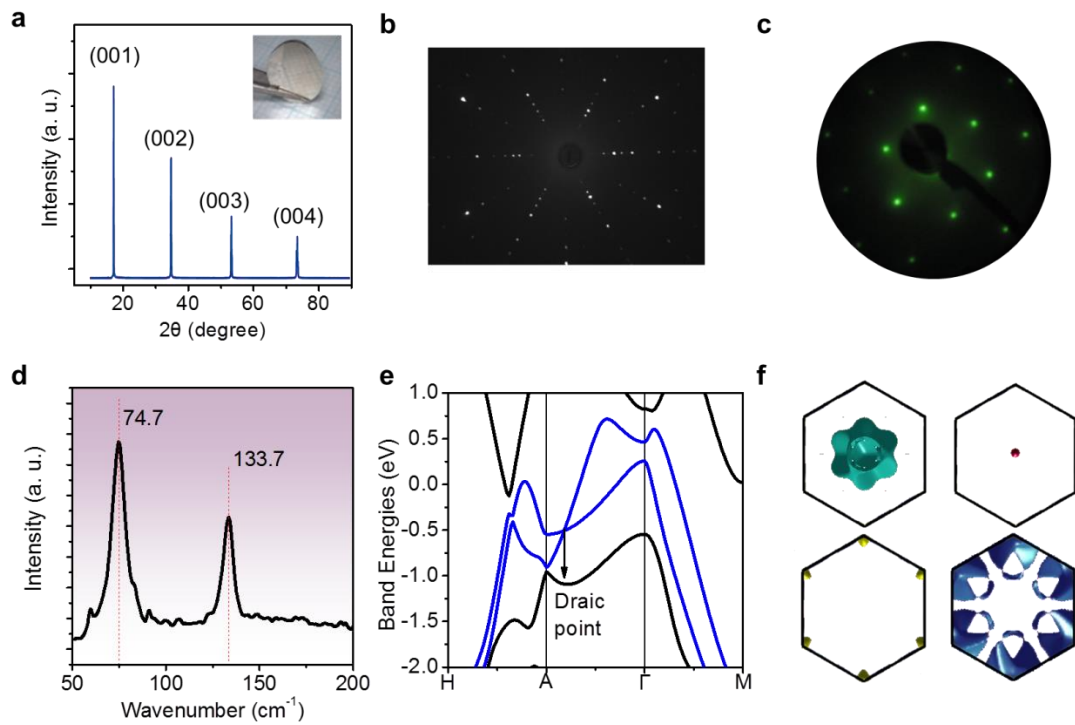 a
(001)
(002)
(003)
(004)
Intensity (a. u.)
20
40
60
80
2θ (degree)
b
c
d
74.7
133.7
Intensity (a. u.)
50
100
150
200
Wavenumber (cm⁻¹)
e
1.0
0.5
0.0
-0.5
-1.0
-1.5
-2.0
Band Energies (eV)
Draic
point
H
A
Γ
M
f